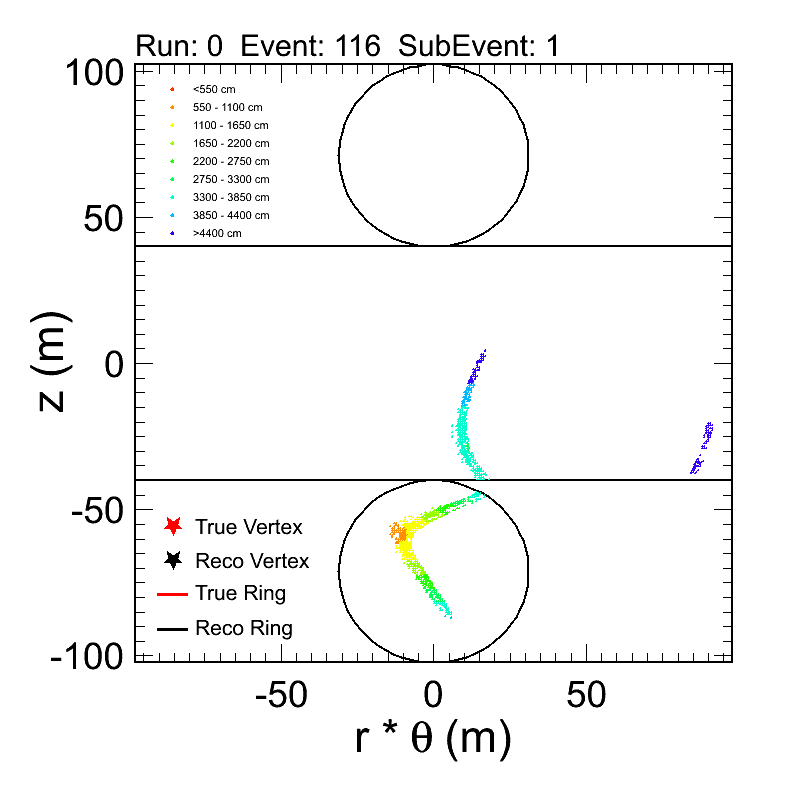 Run: 0  Event: 116  SubEvent: 1
100
<550 cm
550 - 1100 cm
1100 - 1650 cm
1650 - 2200 cm
2200 - 2750 cm
2750 - 3300 cm
3300 - 3850 cm
3850 - 4400 cm
>4400 cm
50
0
z (m)
-50
True Vertex
Reco Vertex
True Ring
Reco Ring
-100
-50 0 50
r * θ (m)